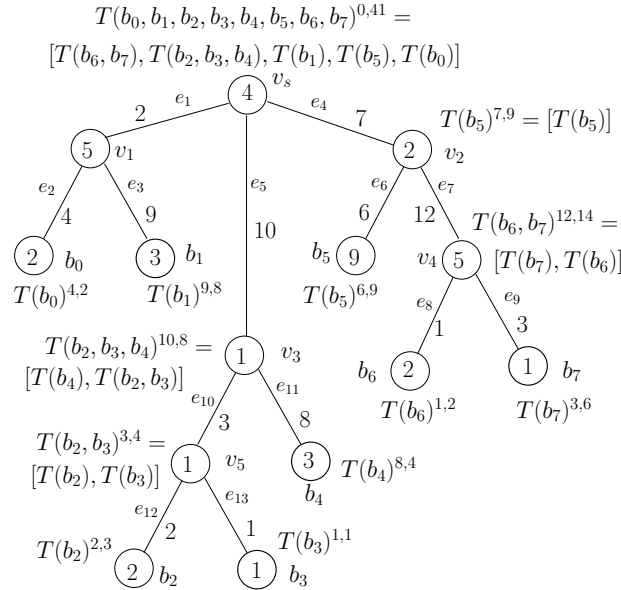 T(b₀, b₁, b₂, b₃, b₄, b₅, b₆, b₇)⁰,⁴¹ =
[T(b₆, b₇), T(b₂, b₃, b₄), T(b₁), T(b₅), T(b₀)]
v_s
4
2 e₁ e₄ 7
T(b₅)⁷,⁹ = [T(b₅)]
5 v₁ 2 v₂
e₂ e₃ e₅ e₆ e₇
4 9 10 6 12
T(b₆, b₇)¹²,¹⁴ =
[T(b₇), T(b₆)]
2 b₀ 3 b₁ b₅ 9 v₄ 5
T(b₀)⁴,² T(b₁)⁹,⁸ T(b₅)⁶,⁹
e₈ e₉
1 3
T(b₂, b₃, b₄)¹⁰,⁸ =
[T(b₄), T(b₂, b₃)]
1 v₃ b₆ 2 1 b₇
T(b₆)¹,² T(b₇)³,⁶
e₁₀ e₁₁
3 8
T(b₂, b₃)³,⁴ =
[T(b₂), T(b₃)]
1 v₅ 3 T(b₄)⁸,⁴
b₄
e₁₂ e₁₃
2 1
T(b₂)²,³ T(b₃)¹,¹
2 b₂ 1 b₃